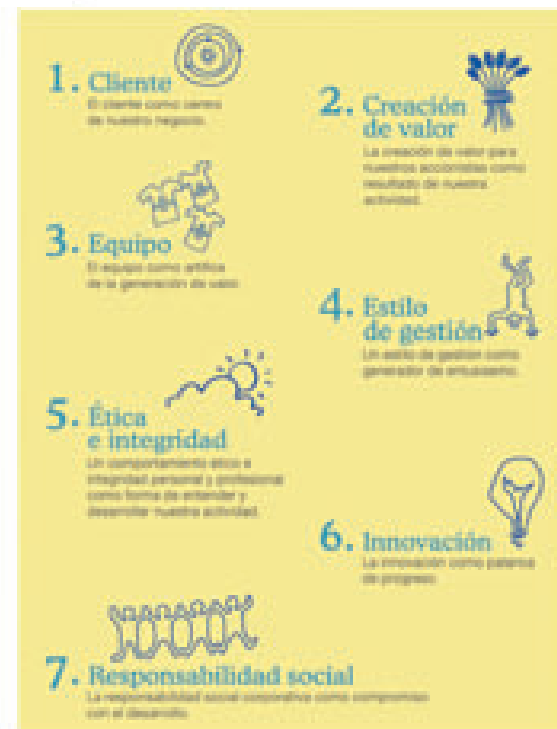 1. Cliente
El cliente como centro
de nuestro negocio.
2. Creación
de valor
La creación de valor para
nuestros accionistas como
resultado de nuestra
actividad.
3. Equipo
El equipo como artífice
de la generación de valor.
4. Estilo
de gestión
Un estilo de gestión como
generador de entusiasmo.
5. Ética
e integridad
Un comportamiento ético e
integridad personal y profesional
como forma de entender y
desarrollar nuestra actividad.
6. Innovación
La innovación como palanca
de progreso.
7. Responsabilidad social
La responsabilidad social corporativa como compromiso
con el desarrollo.